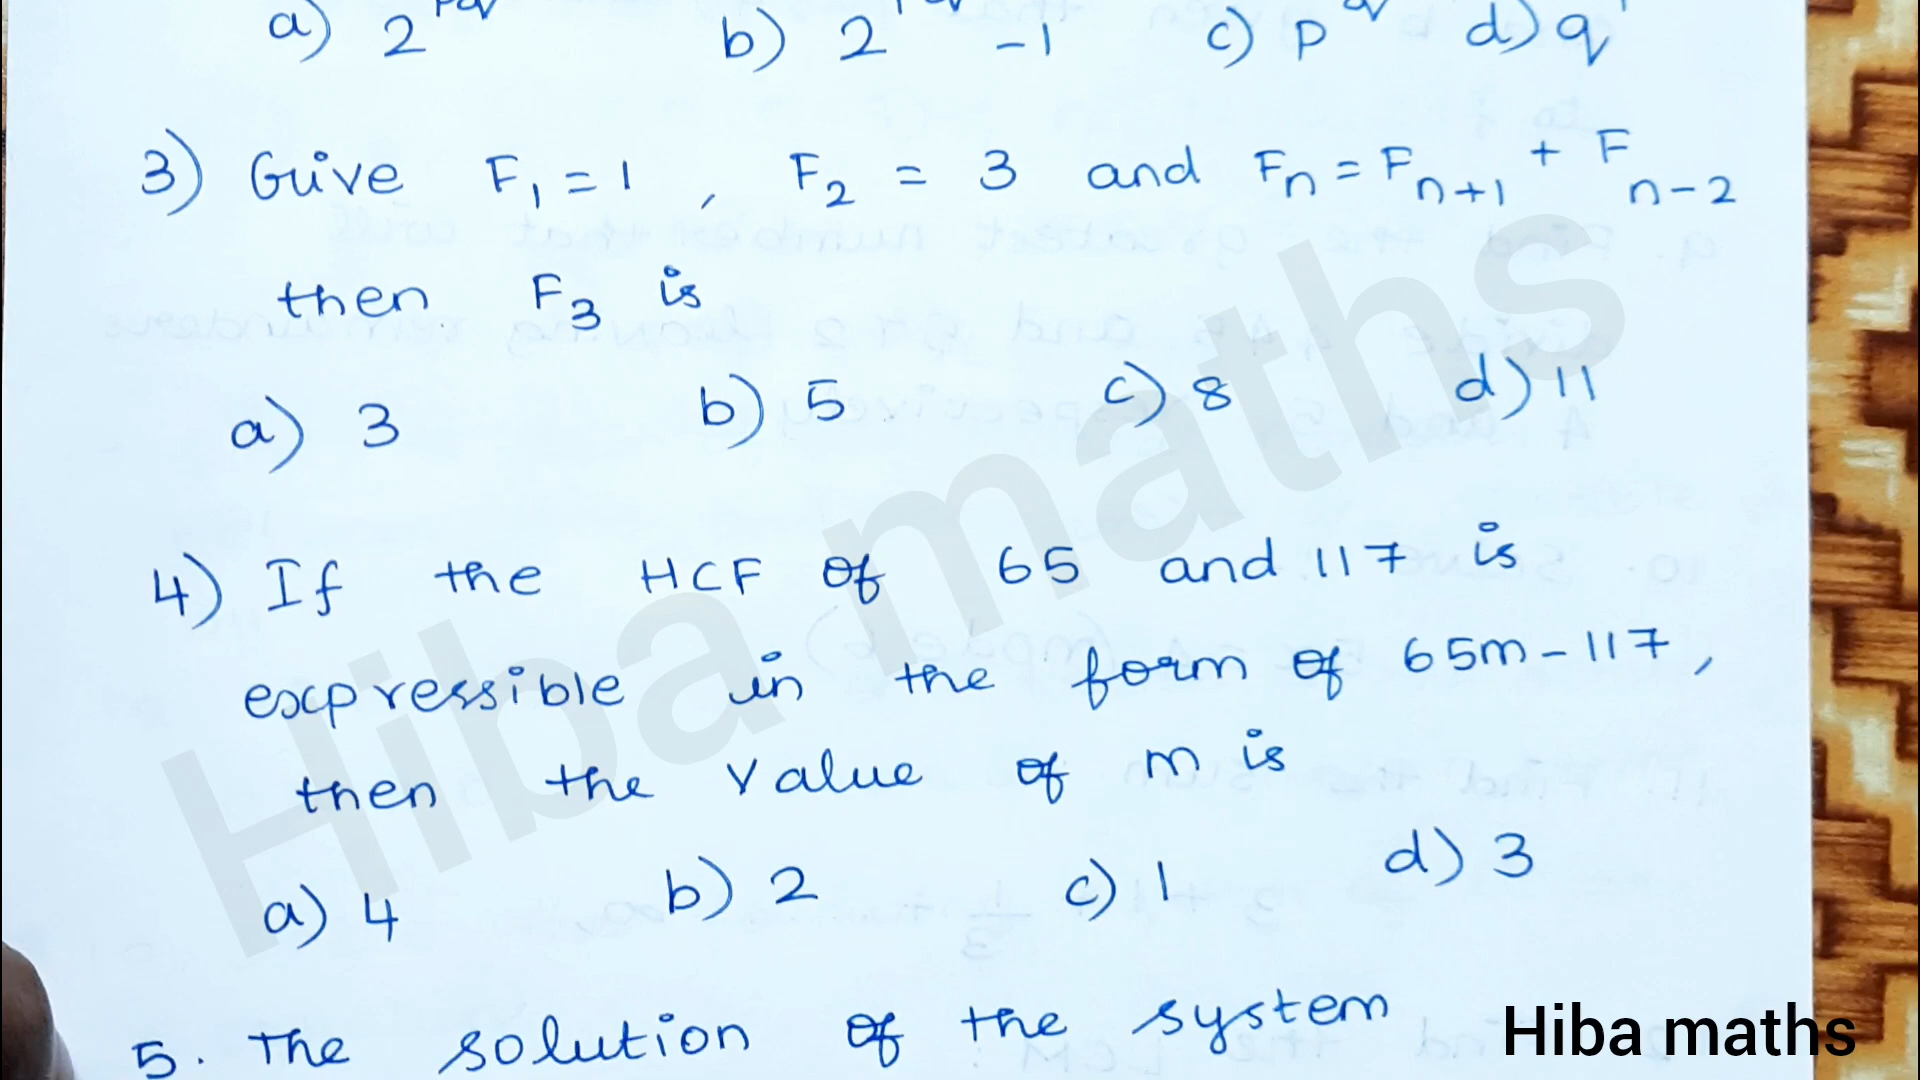 a) 2 b) 2 -1 c) p d) q
3) Give F₁ = 1 , F₂ = 3 and Fn = Fn+1 + Fn-2
then F₃ is
a) 3 b) 5 c) 8 d) 11
4) If the HCF of 65 and 117 is
expressible in the form of 65m - 117,
then the value of m is
a) 4 b) 2 c) 1 d) 3
5. The solution of the system
Hiba maths
Hiba maths